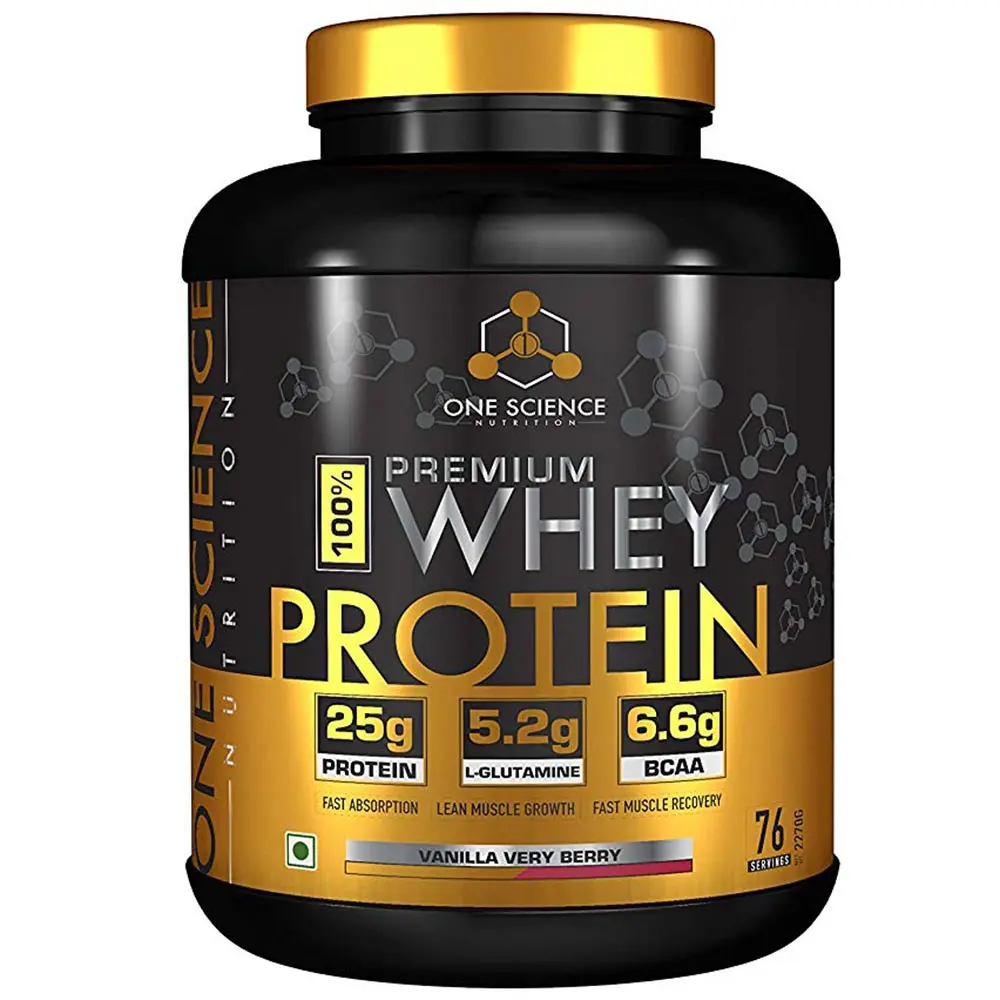 ONE SCIENCE
NUTRITION
ONE SCIENCE
NUTRITION
100%
PREMIUM
WHEY
PROTEIN
25g
PROTEIN
5.2g
L-GLUTAMINE
6.6g
BCAA
FAST ABSORPTION
LEAN MUSCLE GROWTH
FAST MUSCLE RECOVERY
VANILLA VERY BERRY
76
SERVINGS
2270G